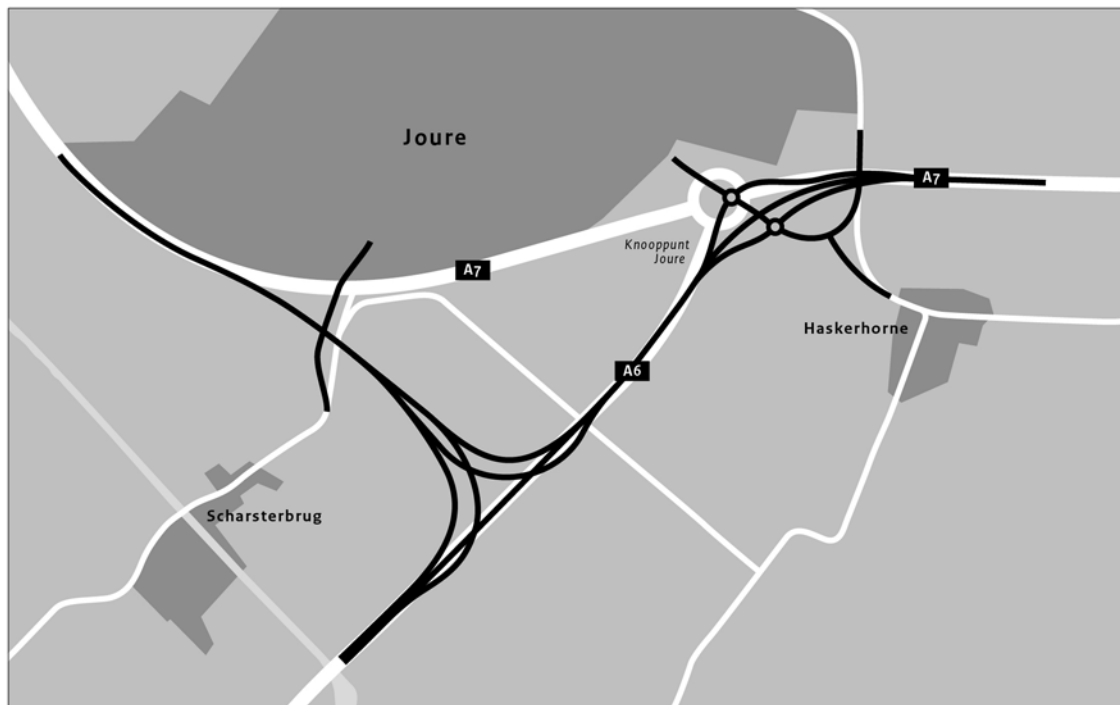 Joure
A7
Knooppunt
Joure
A7
Haskerhorne
A6
Scharsterbrug